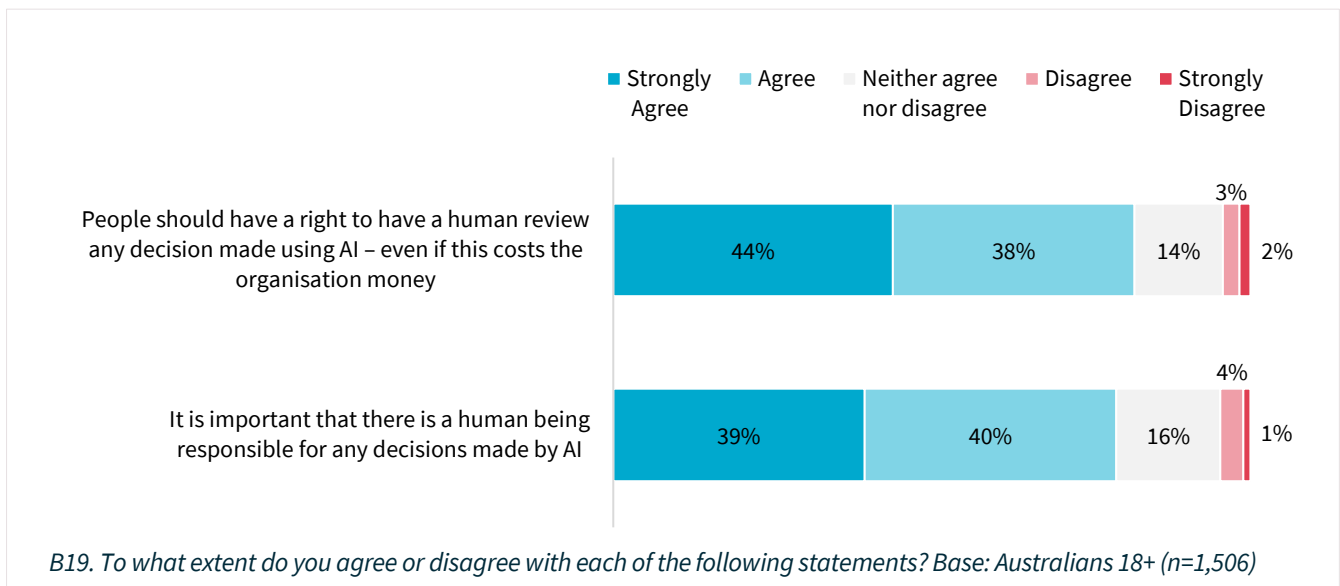 Strongly Agree
Agree
Neither agree nor disagree
Disagree
Strongly Disagree
People should have a right to have a human review
any decision made using AI – even if this costs the
organisation money
44%
38%
14%
3%
2%
It is important that there is a human being
responsible for any decisions made by AI
39%
40%
16%
4%
1%
B19. To what extent do you agree or disagree with each of the following statements? Base: Australians 18+ (n=1,506)